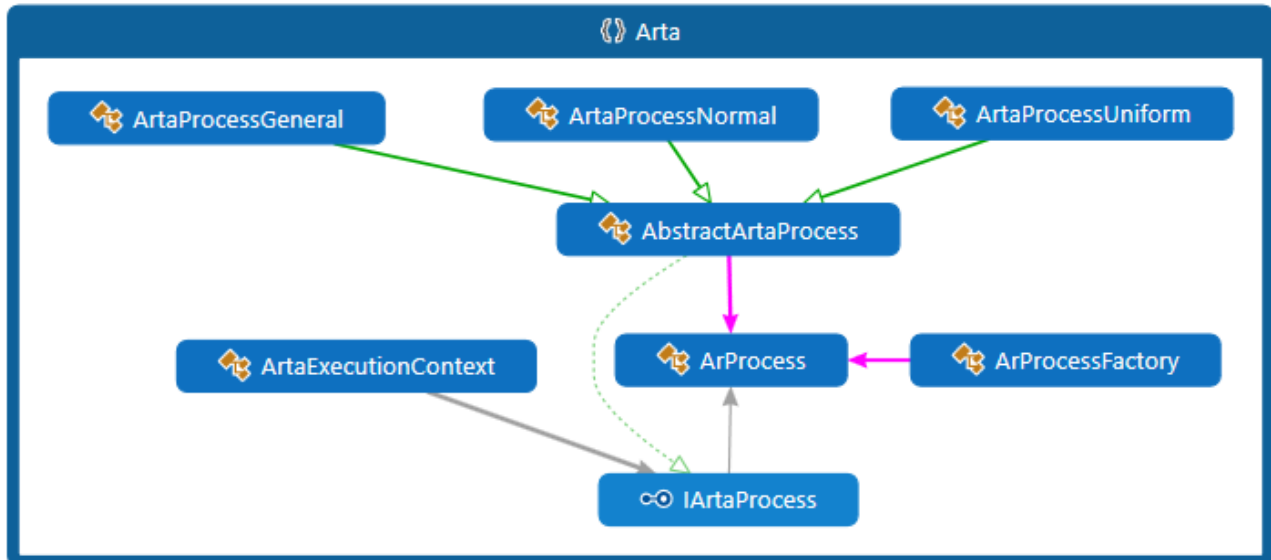 Arta
ArtaProcessGeneral
ArtaProcessNormal
ArtaProcessUniform
AbstractArtaProcess
ArtaExecutionContext
ArProcess
ArProcessFactory
IArtaProcess